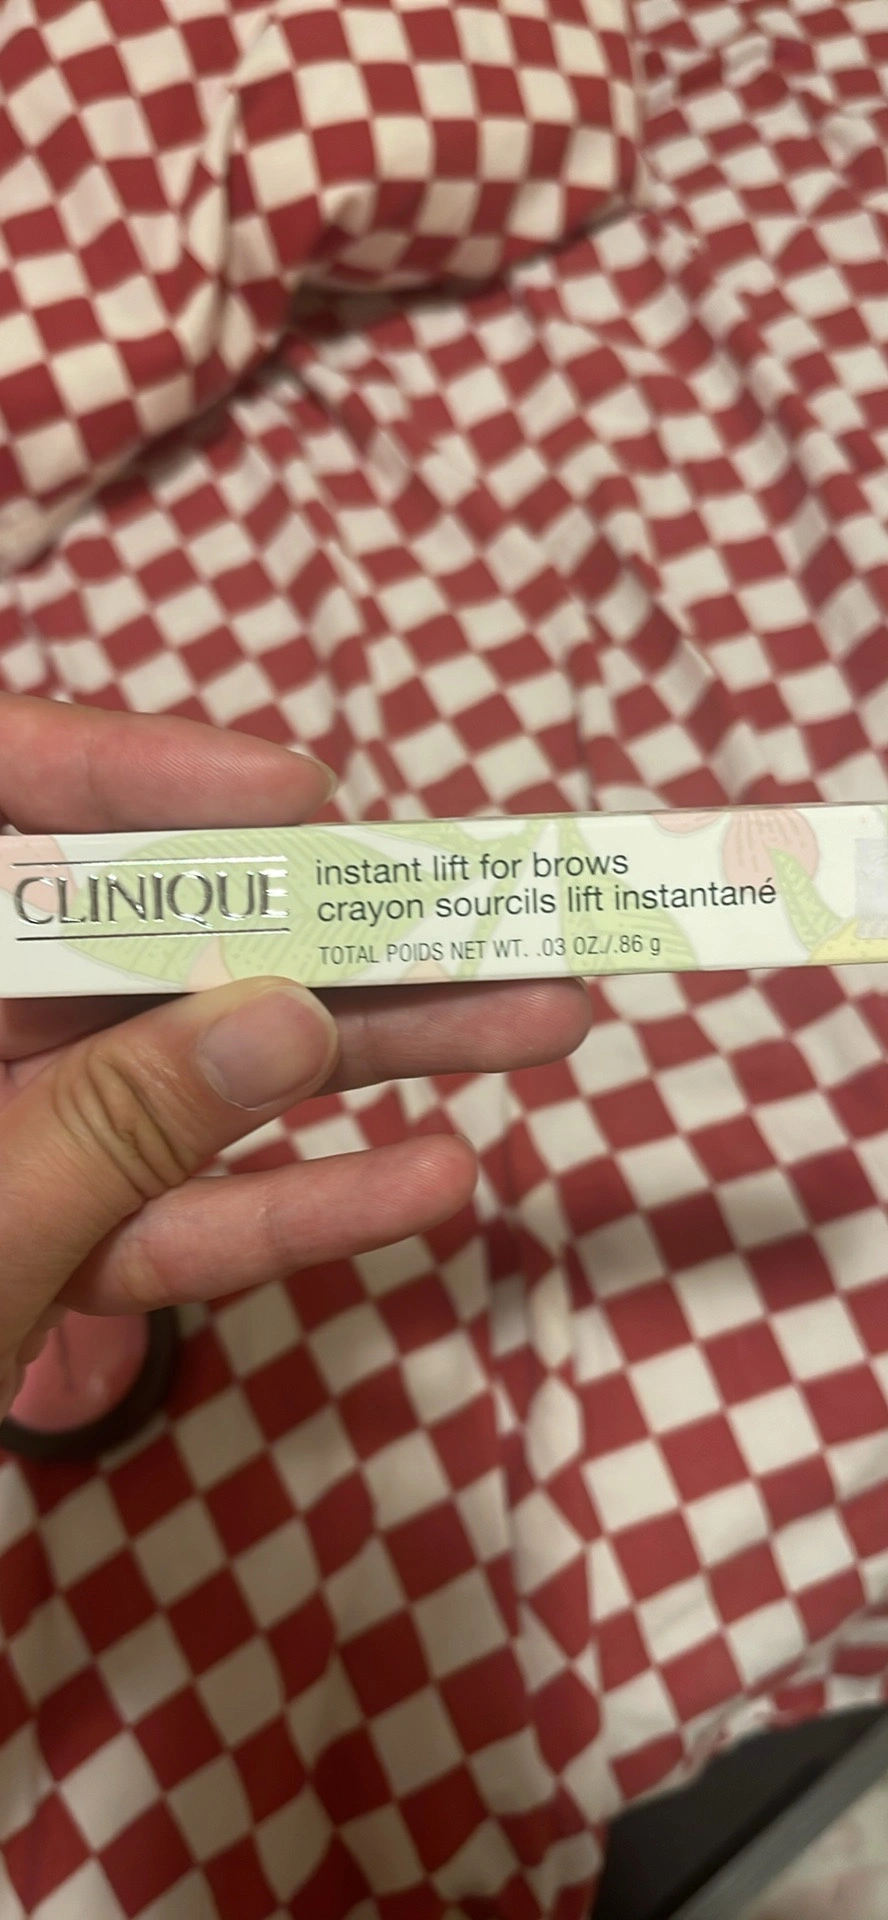 CLINIQUE
instant lift for brows
crayon sourcils lift instantané
TOTAL POIDS NET WT. .03 OZ./.86 g